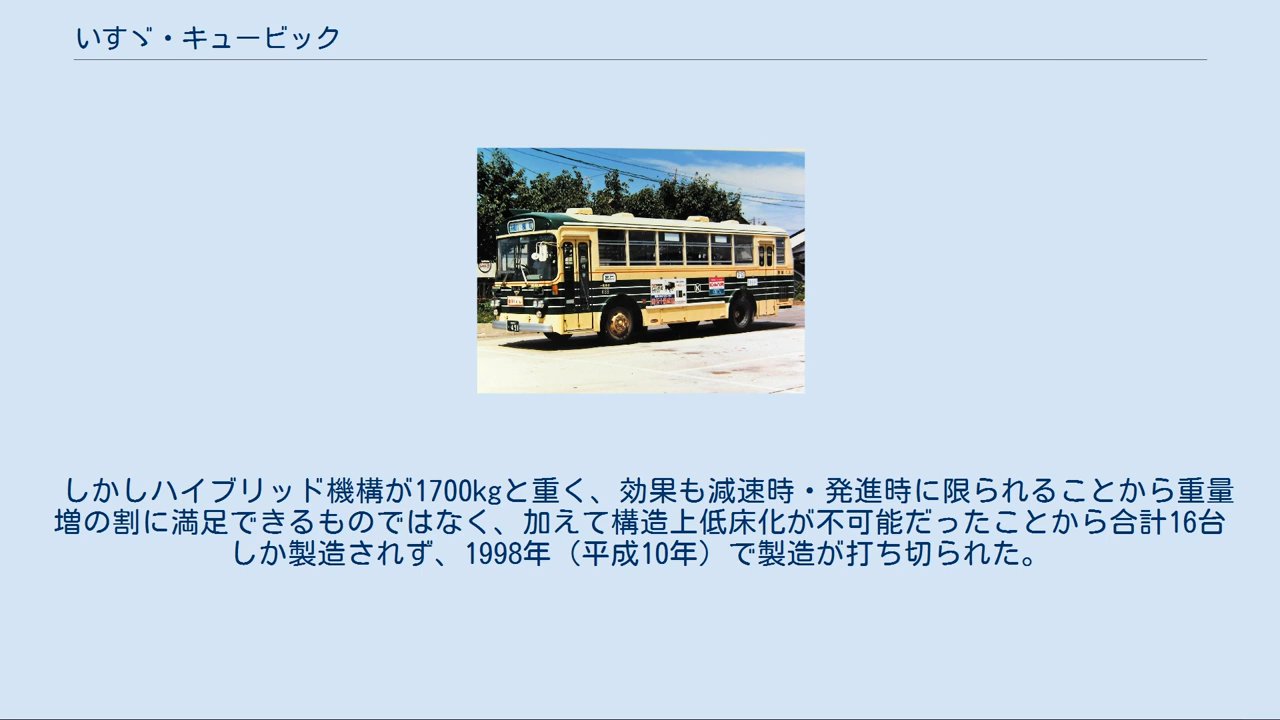 いすゞ・キュービック
しかしハイブリッド機構が1700kgと重く、効果も減速時・発進時に限られることから重量
増の割に満足できるものではなく、加えて構造上低床化が不可能だったことから合計16台
しか製造されず、1998年（平成10年）で製造が打ち切られた。